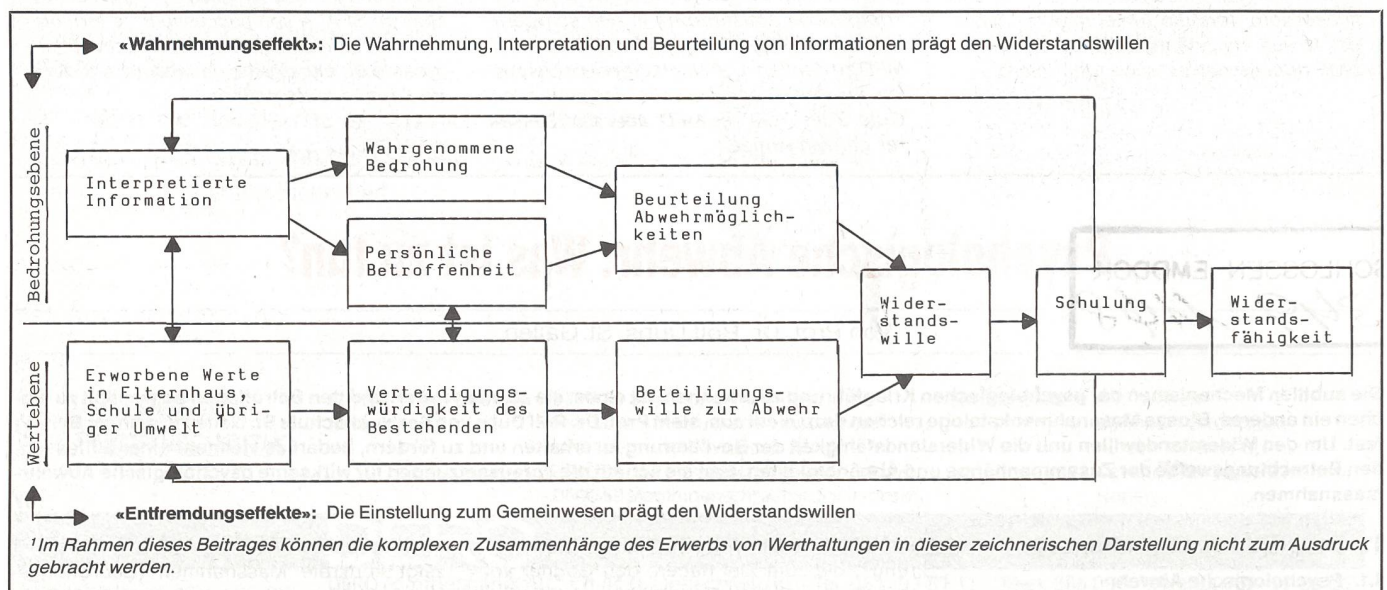 «Wahrnehmungseffekt»: Die Wahrnehmung, Interpretation und Beurteilung von Informationen prägt den Widerstandswillen
Bedrohungsebene
Interpretierte
Information
Wahrgenommene
Bedrohung
Persönliche
Betroffenheit
Beurteilung
Abwehrmöglich-
keiten
Wider-
stands-
wille
Schulung
Wider-
stands-
fähigkeit
Wertebene
Erworbene Werte
in Elternhaus,
Schule und übri-
ger Umwelt
Verteidigungs-
würdigkeit des
Bestehenden
Beteiligungs-
wille zur Abwehr
«Entfremdungseffekte»: Die Einstellung zum Gemeinwesen prägt den Widerstandswillen
¹Im Rahmen dieses Beitrages können die komplexen Zusammenhänge des Erwerbs von Werthaltungen in dieser zeichnerischen Darstellung nicht zum Ausdruck
gebracht werden.